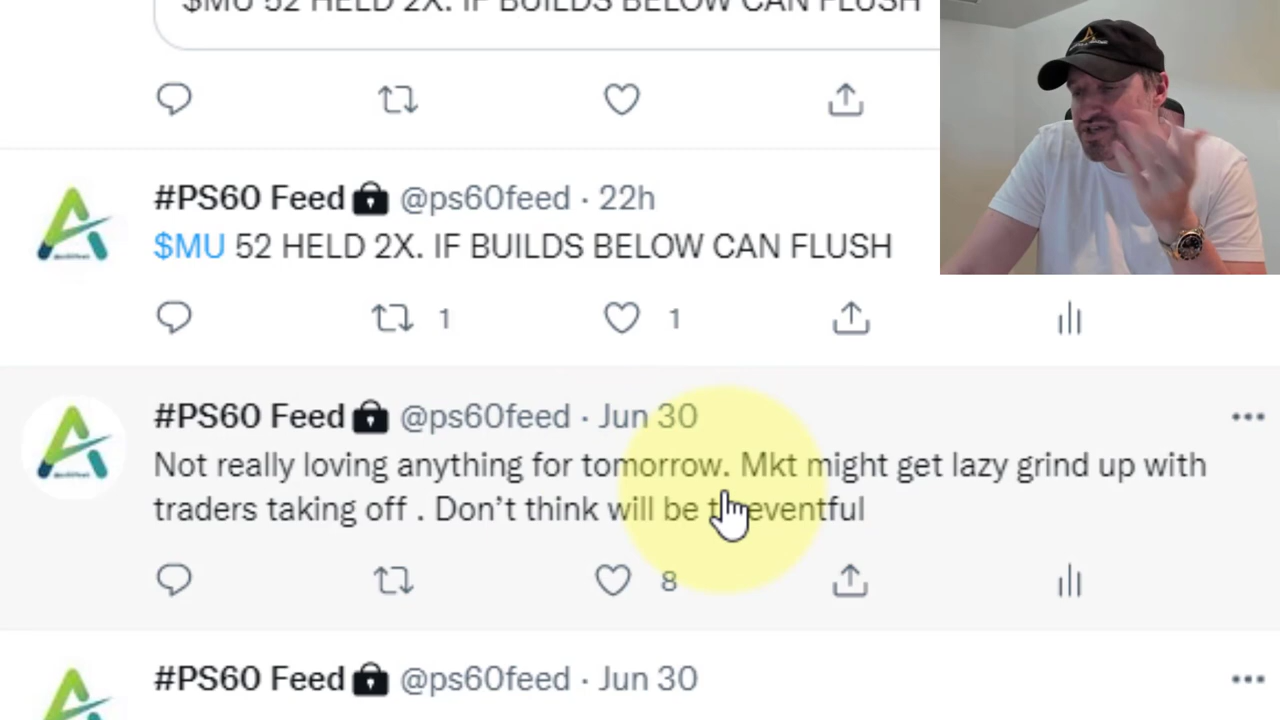 $MU 52 HELD 2X. IF BUILDS BELOW CAN FLUSH
#PS60 Feed🔒 @ps60feed · 22h
$MU 52 HELD 2X. IF BUILDS BELOW CAN FLUSH
1 1
#PS60 Feed🔒 @ps60feed · Jun 30
Not really loving anything for tomorrow. Mkt might get lazy grind up with
traders taking off . Don’t think will be eventful
8
#PS60 Feed🔒 @ps60feed · Jun 30